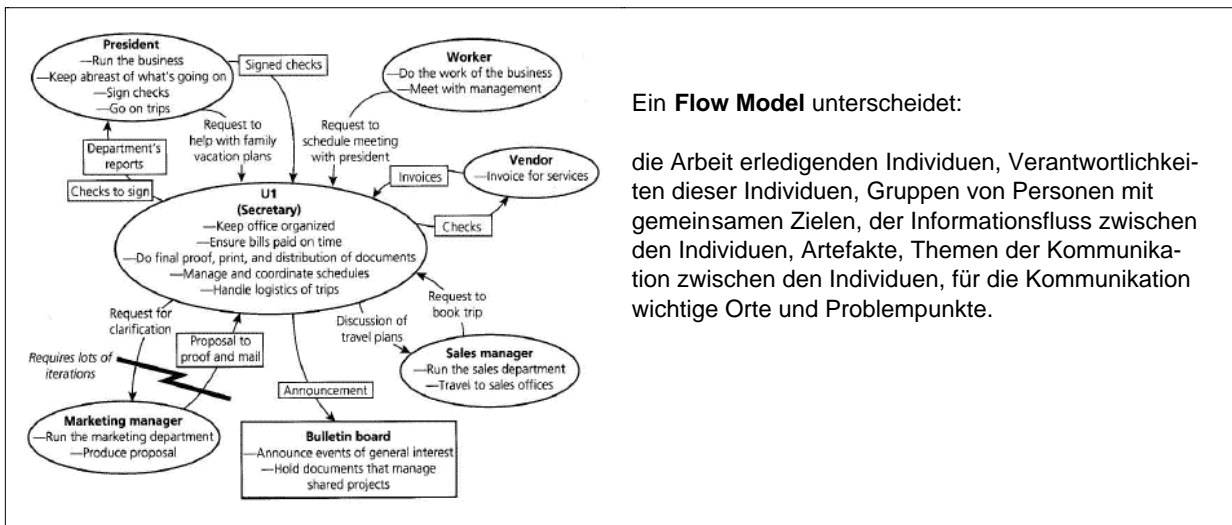 President
—Run the business
—Keep abreast of what's going on
—Sign checks
—Go on trips
Signed checks
Worker
—Do the work of the business
—Meet with management
Department's
reports
Checks to sign
Request to
help with family
vacation plans
Request to
schedule meeting
with president
Invoices
Vendor
—Invoice for services
Checks
U1
(Secretary)
—Keep office organized
—Ensure bills paid on time
—Do final proof, print, and distribution of documents
—Manage and coordinate schedules
—Handle logistics of trips
Request for
clarification
Proposal to
proof and mail
Requires lots of
iterations
Discussion of
travel plans
Request to
book trip
Sales manager
—Run the sales department
—Travel to sales offices
Announcement
Marketing manager
—Run the marketing department
—Produce proposal
Bulletin board
—Announce events of general interest
—Hold documents that manage
shared projects
Ein Flow Model unterscheidet:
die Arbeit erledigenden Individuen, Verantwortlichkei-
ten dieser Individuen, Gruppen von Personen mit
gemeinsamen Zielen, der Informationsfluss zwischen
den Individuen, Artefakte, Themen der Kommunika-
tion zwischen den Individuen, für die Kommunikation
wichtige Orte und Problempunkte.